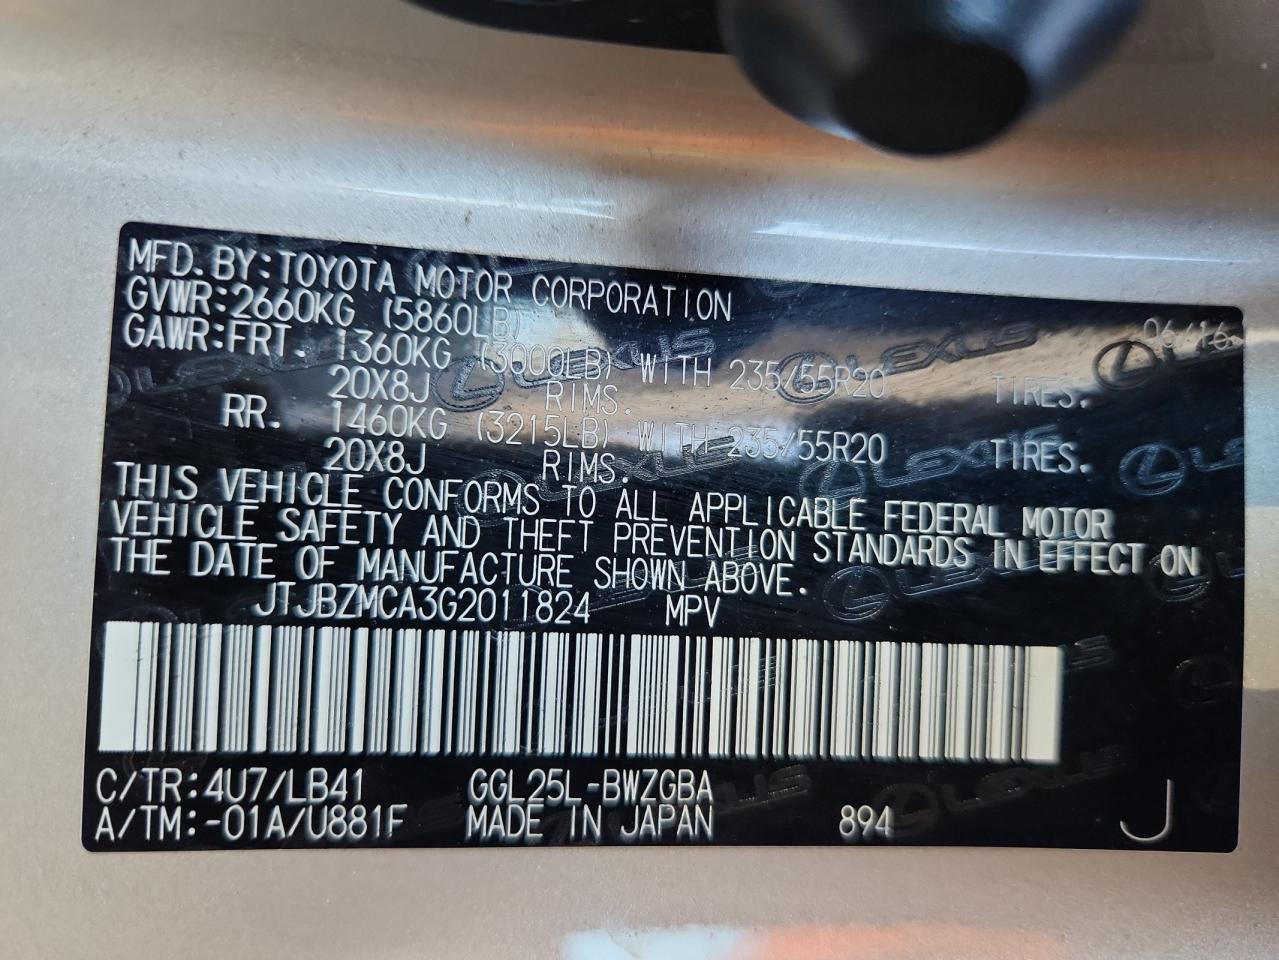 MFD. BY: TOYOTA MOTOR CORPORATION 06/16
GVWR: 2660KG (5860LB)
GAWR: FRT. 1360KG (3000LB) WITH 235/55R20 TIRES.
20X8J RIMS.
RR. 1460KG (3215LB) WITH 235/55R20 TIRES.
20X8J RIMS.
THIS VEHICLE CONFORMS TO ALL APPLICABLE FEDERAL MOTOR
VEHICLE SAFETY AND THEFT PREVENTION STANDARDS IN EFFECT ON
THE DATE OF MANUFACTURE SHOWN ABOVE.
JTJBZMCA3G2011824 MPV
C/TR: 4U7/LB41 GGL25L-BWZGBA
A/TM: -01A/U881F MADE IN JAPAN 894 J